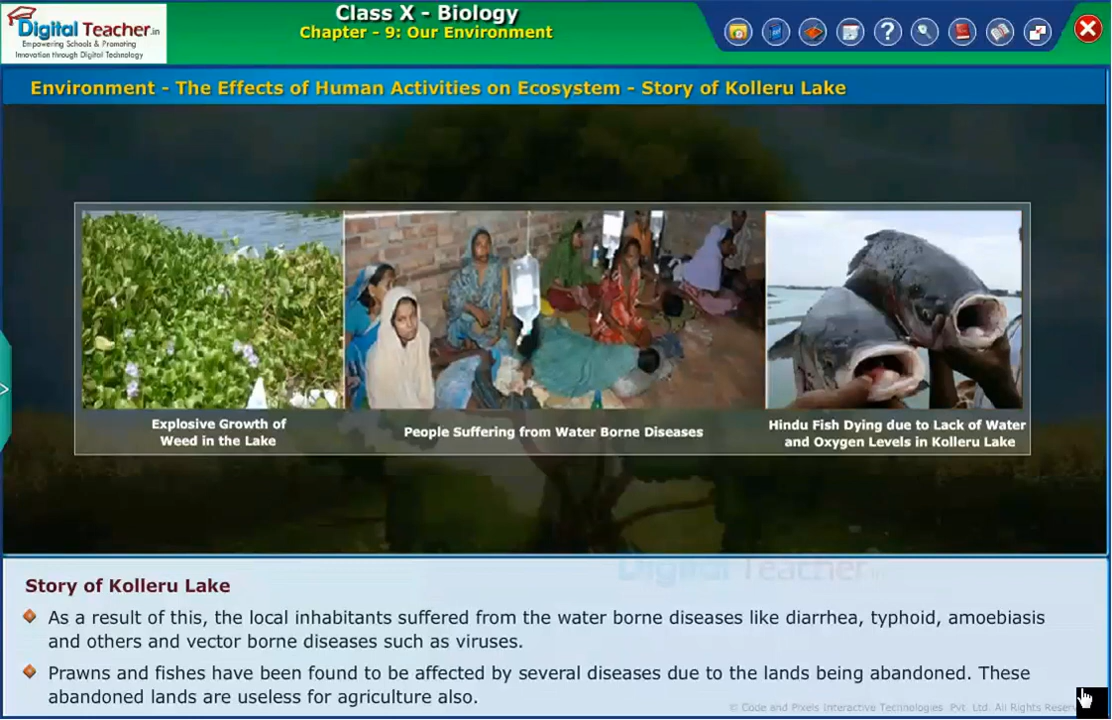 Digital Teacher.in
Empowering Schools & Promoting
Innovation through Digital Technology
Class X - Biology
Chapter - 9: Our Environment
Environment - The Effects of Human Activities on Ecosystem - Story of Kolleru Lake
Explosive Growth of
Weed in the Lake
People Suffering from Water Borne Diseases
Hindu Fish Dying due to Lack of Water
and Oxygen Levels in Kolleru Lake
Digital Teacher.in
Story of Kolleru Lake
As a result of this, the local inhabitants suffered from the water borne diseases like diarrhea, typhoid, amoebiasis
and others and vector borne diseases such as viruses.
Prawns and fishes have been found to be affected by several diseases due to the lands being abandoned. These
abandoned lands are useless for agriculture also.
© Code and Pixels Interactive Technologies Pvt. Ltd. All Rights